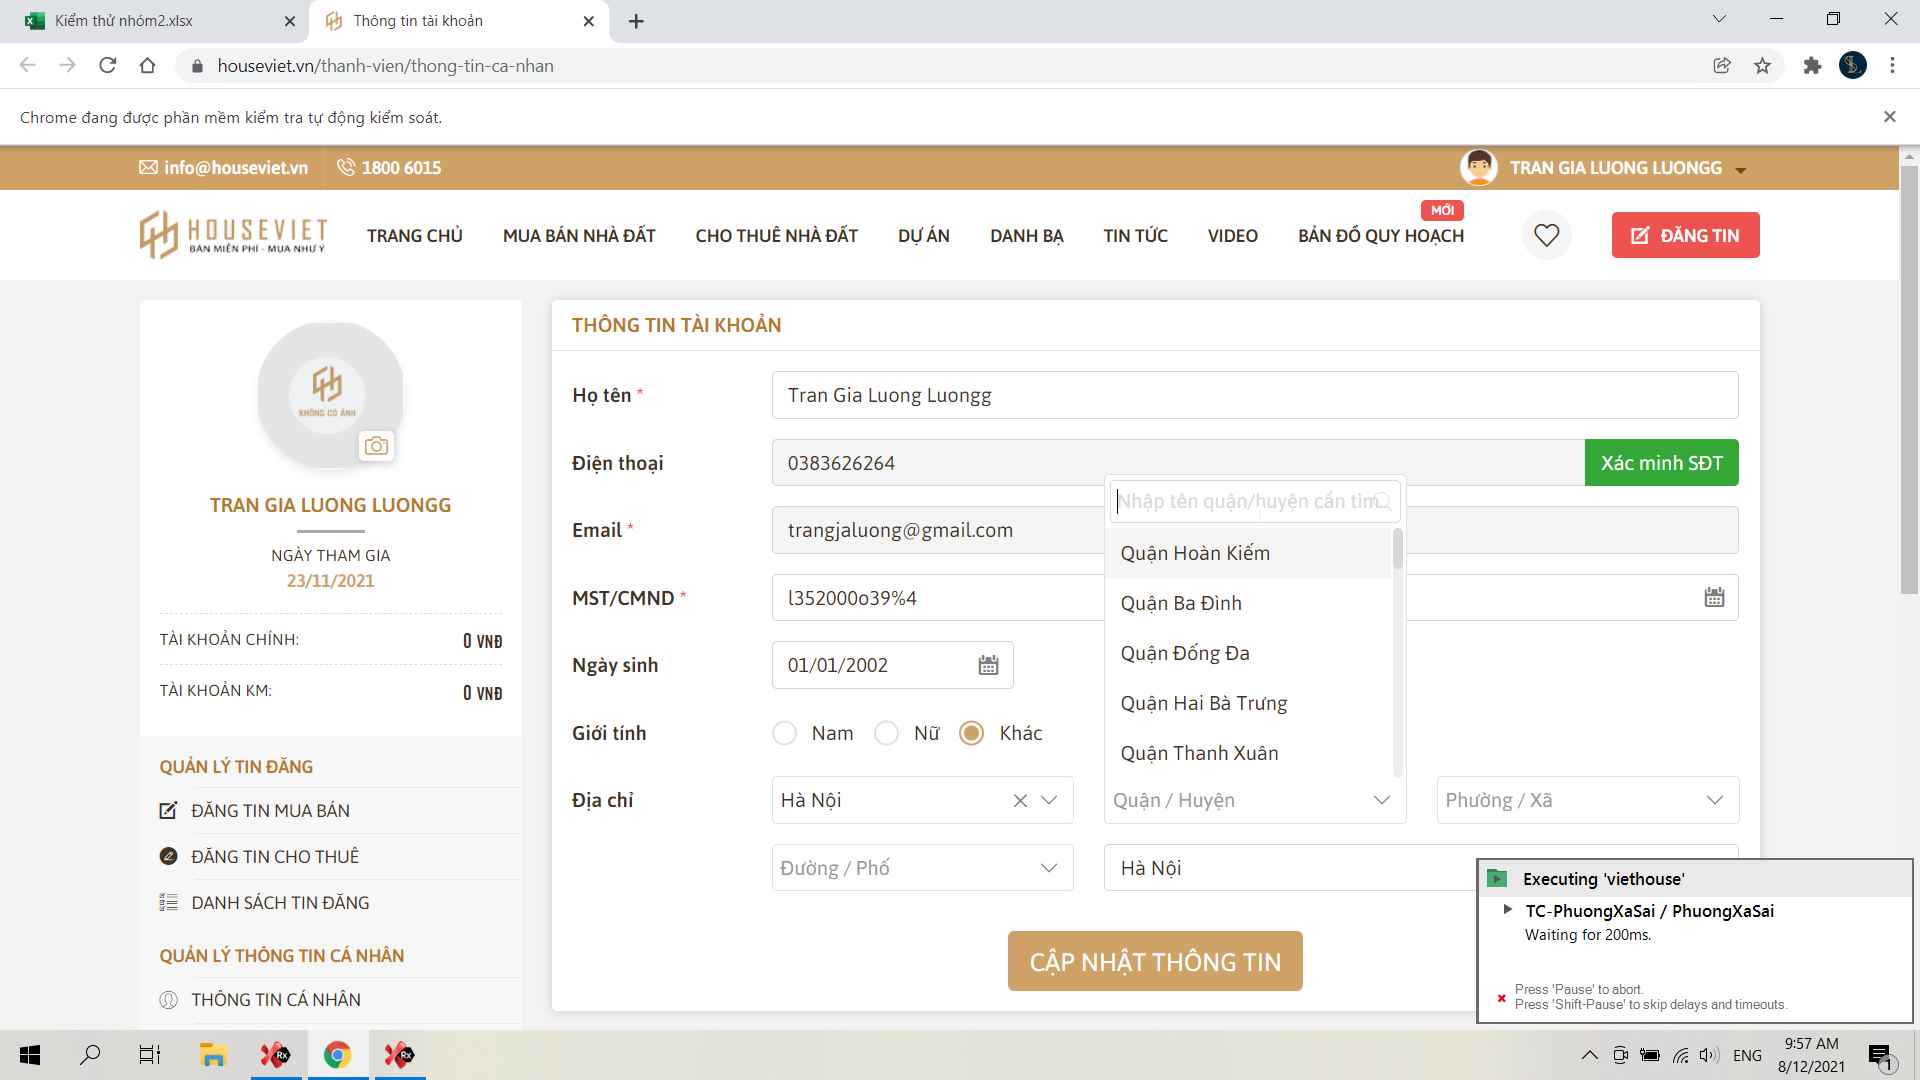 Kiểm thử nhóm2.xlsx
Thông tin tài khoản
houseviet.vn/thanh-vien/thong-tin-ca-nhan
Chrome đang được phần mềm kiểm tra tự động kiểm soát.
info@houseviet.vn
1800 6015
TRAN GIA LUONG LUONGG
HOUSEVIET
BÁN MIỄN PHÍ - MUA NHƯ Ý
TRANG CHỦ
MUA BÁN NHÀ ĐẤT
CHO THUÊ NHÀ ĐẤT
DỰ ÁN
DANH BẠ
TIN TỨC
VIDEO
MỚI
BẢN ĐỒ QUY HOẠCH
ĐĂNG TIN
KHÔNG CÓ ẢNH
TRAN GIA LUONG LUONGG
NGÀY THAM GIA
23/11/2021
TÀI KHOẢN CHÍNH: 0 VNĐ
TÀI KHOẢN KM: 0 VNĐ
QUẢN LÝ TIN ĐĂNG
ĐĂNG TIN MUA BÁN
ĐĂNG TIN CHO THUÊ
DANH SÁCH TIN ĐĂNG
QUẢN LÝ THÔNG TIN CÁ NHÂN
THÔNG TIN CÁ NHÂN
THÔNG TIN TÀI KHOẢN
Họ tên * Tran Gia Luong Luongg
Điện thoại 0383626264 Xác minh SĐT
Email * trangjaluong@gmail.com
MST/CMND * l352000o39%4
Ngày sinh 01/01/2002
Giới tính Nam Nữ Khác
Nhập tên quận/huyện cần tìm
Quận Hoàn Kiếm
Quận Ba Đình
Quận Đống Đa
Quận Hai Bà Trưng
Quận Thanh Xuân
Địa chỉ Hà Nội Quận / Huyện Phường / Xã
Đường / Phố Hà Nội
CẬP NHẬT THÔNG TIN
Executing 'viethouse'
TC-PhuongXaSai / PhuongXaSai
Waiting for 200ms.
Press 'Pause' to abort.
Press 'Shift-Pause' to skip delays and timeouts.
Rx
Rx
ENG
9:57 AM
8/12/2021
1